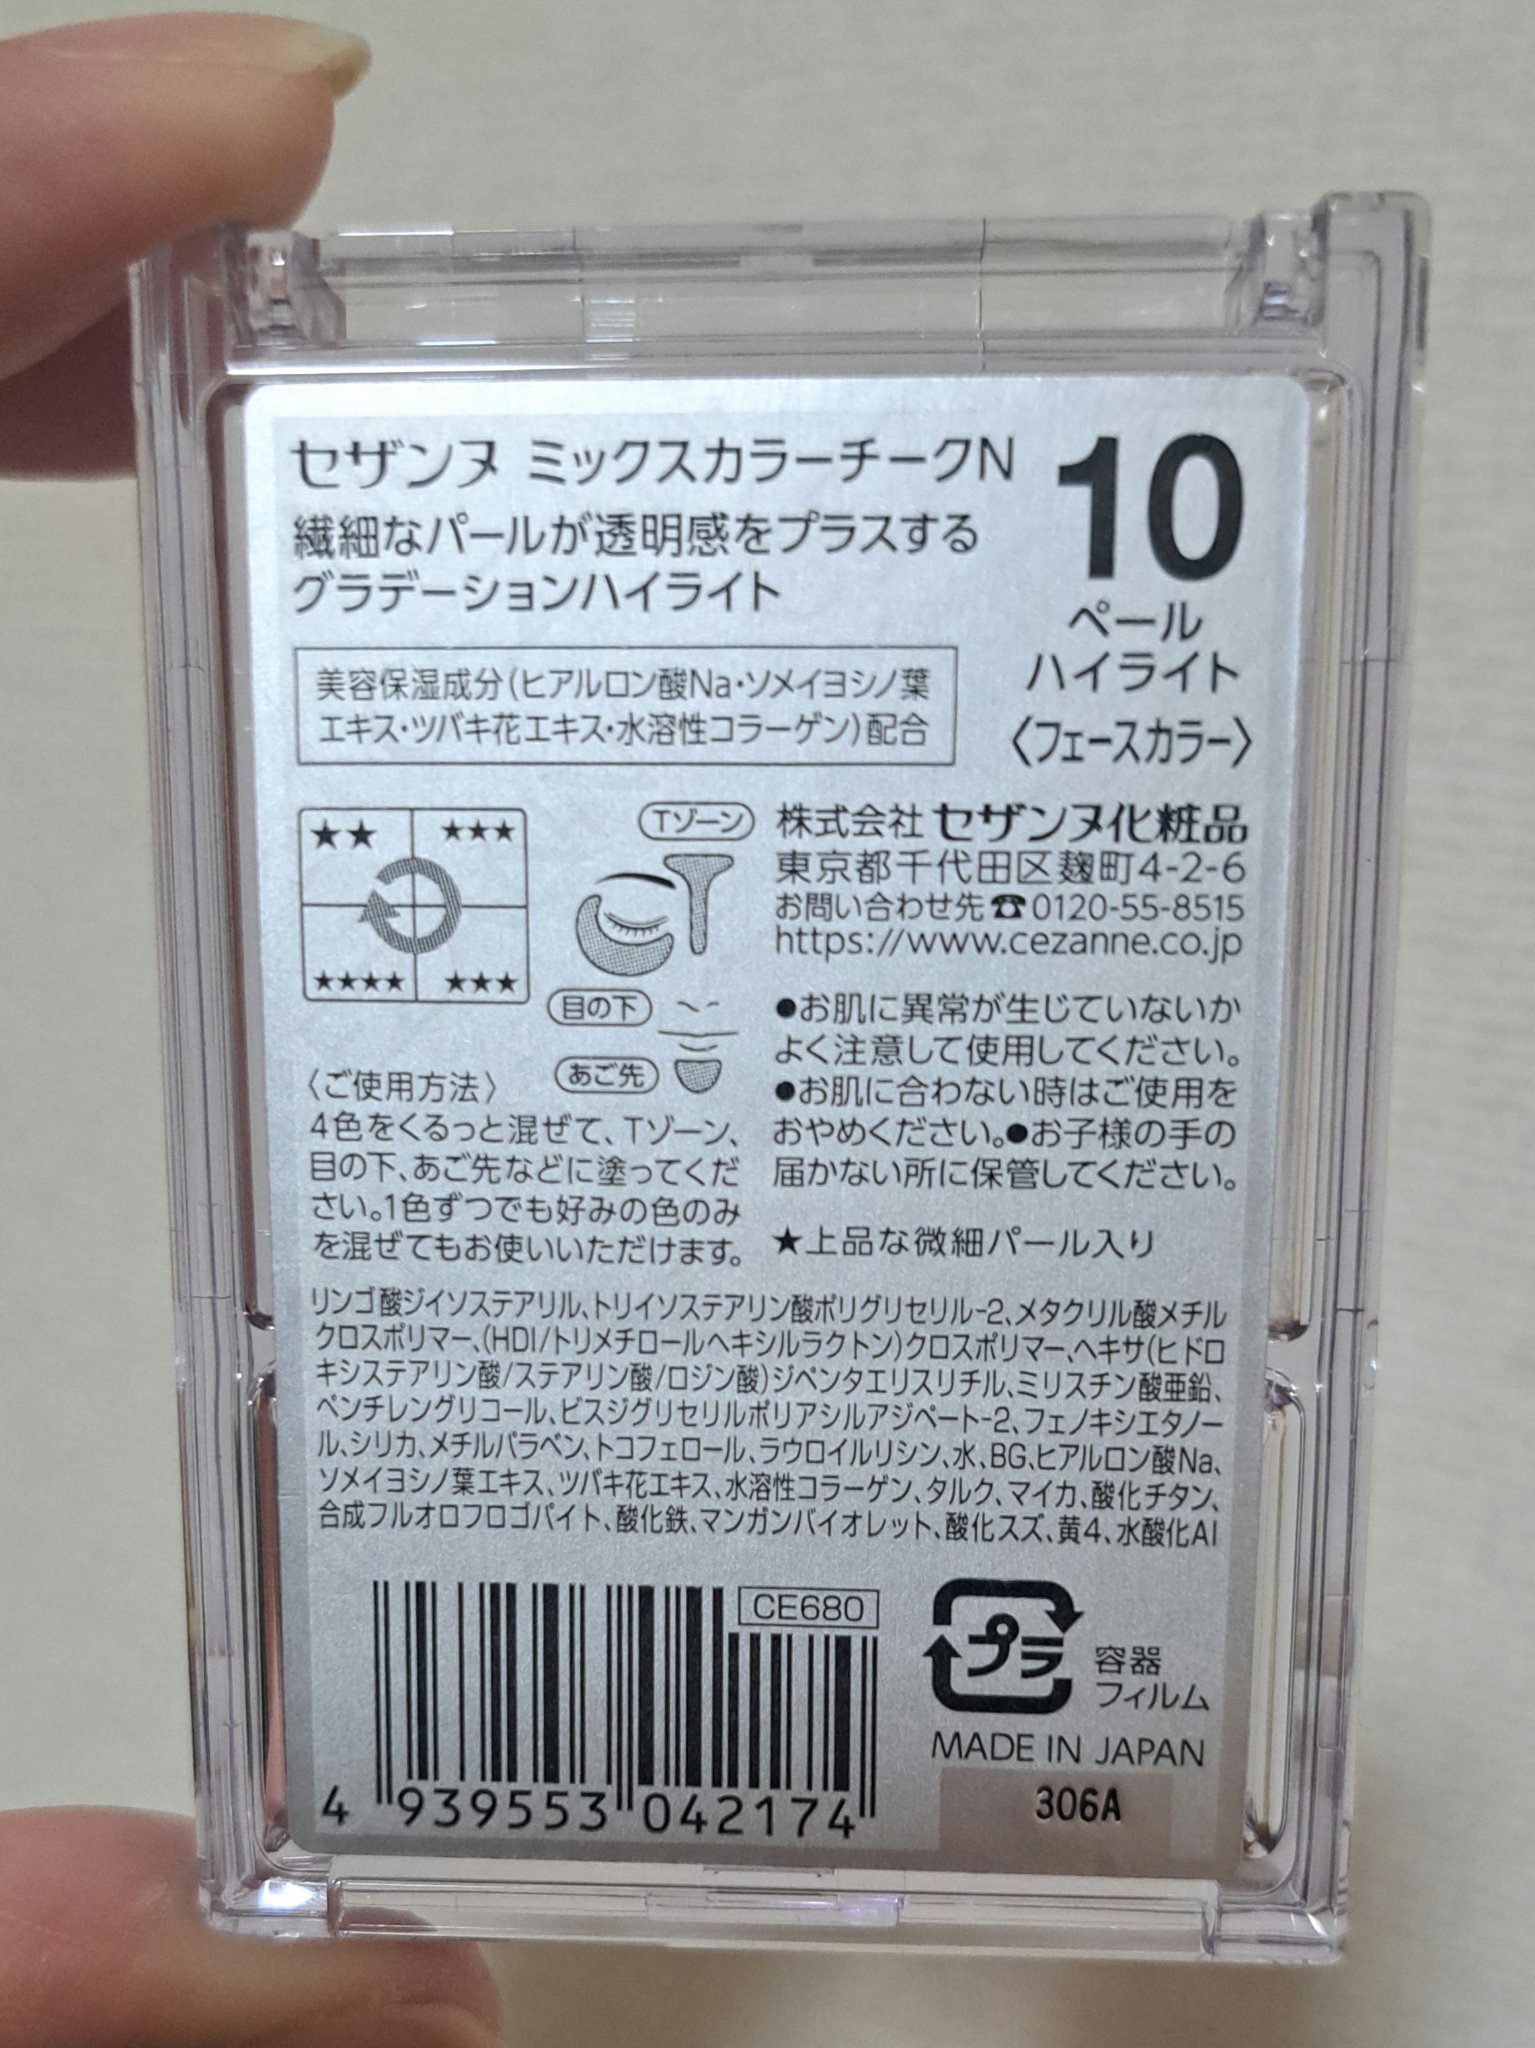 セザンヌ ミックスカラーチークN
繊細なパールが透明感をプラスする
グラデーションハイライト
10
ペール
ハイライト
〈フェースカラー〉
美容保湿成分(ヒアルロン酸Na・ソメイヨシノ葉
エキス・ツバキ花エキス・水溶性コラーゲン)配合
★★
★★★
★★★★
★★★
Tゾーン
目の下
あご先
株式会社 セザンヌ化粧品
東京都千代田区麹町4-2-6
お問い合わせ先☎0120-55-8515
https://www.cezanne.co.jp
〈ご使用方法〉
4色をくるっと混ぜて、Tゾーン、
目の下、あご先などに塗ってくだ
さい。1色ずつでも好みの色のみ
を混ぜてもお使いいただけます。
●お肌に異常が生じていないか
よく注意して使用してください。
●お肌に合わない時はご使用を
おやめください。●お子様の手の
届かない所に保管してください。
★上品な微細パール入り
リンゴ酸ジイソステアリル、トリイソステアリン酸ポリグリセリル-2、メタクリル酸メチル
クロスポリマー、(HDI/トリメチロールヘキシルラクトン)クロスポリマー、ヘキサ(ヒドロ
キシステアリン酸/ステアリン酸/ロジン酸)ジペンタエリスリチル、ミリスチン酸亜鉛、
ペンチレングリコール、ビスジグリセリルポリアシルアジペート-2、フェノキシエタノー
ル、シリカ、メチルパラベン、トコフェロール、ラウロイルリシン、水、BG、ヒアルロン酸Na、
ソメイヨシノ葉エキス、ツバキ花エキス、水溶性コラーゲン、タルク、マイカ、酸化チタン、
合成フルオロフロゴパイト、酸化鉄、マンガンバイオレット、酸化スズ、黄4、水酸化Al
CE680
4 939553 042174
プラ
容器
フィルム
MADE IN JAPAN
306A